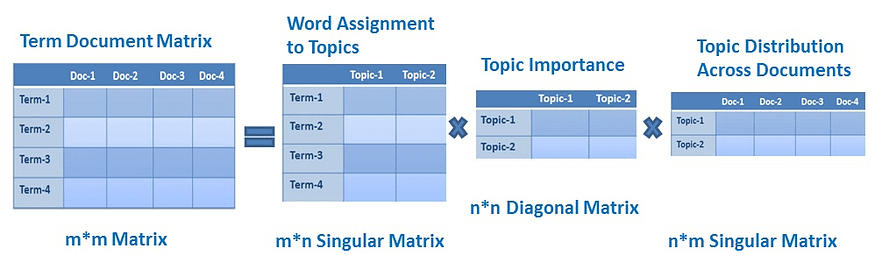 Term Document Matrix
Doc-1 Doc-2 Doc-3 Doc-4
Term-1
Term-2
Term-3
Term-4
m*m Matrix
Word Assignment
to Topics
Topic-1 Topic-2
Term-1
Term-2
Term-3
Term-4
m*n Singular Matrix
Topic Importance
Topic-1 Topic-2
Topic-1
Topic-2
n*n Diagonal Matrix
Topic Distribution
Across Documents
Doc-1 Doc-2 Doc-3 Doc-4
Topic-1
Topic-2
n*m Singular Matrix